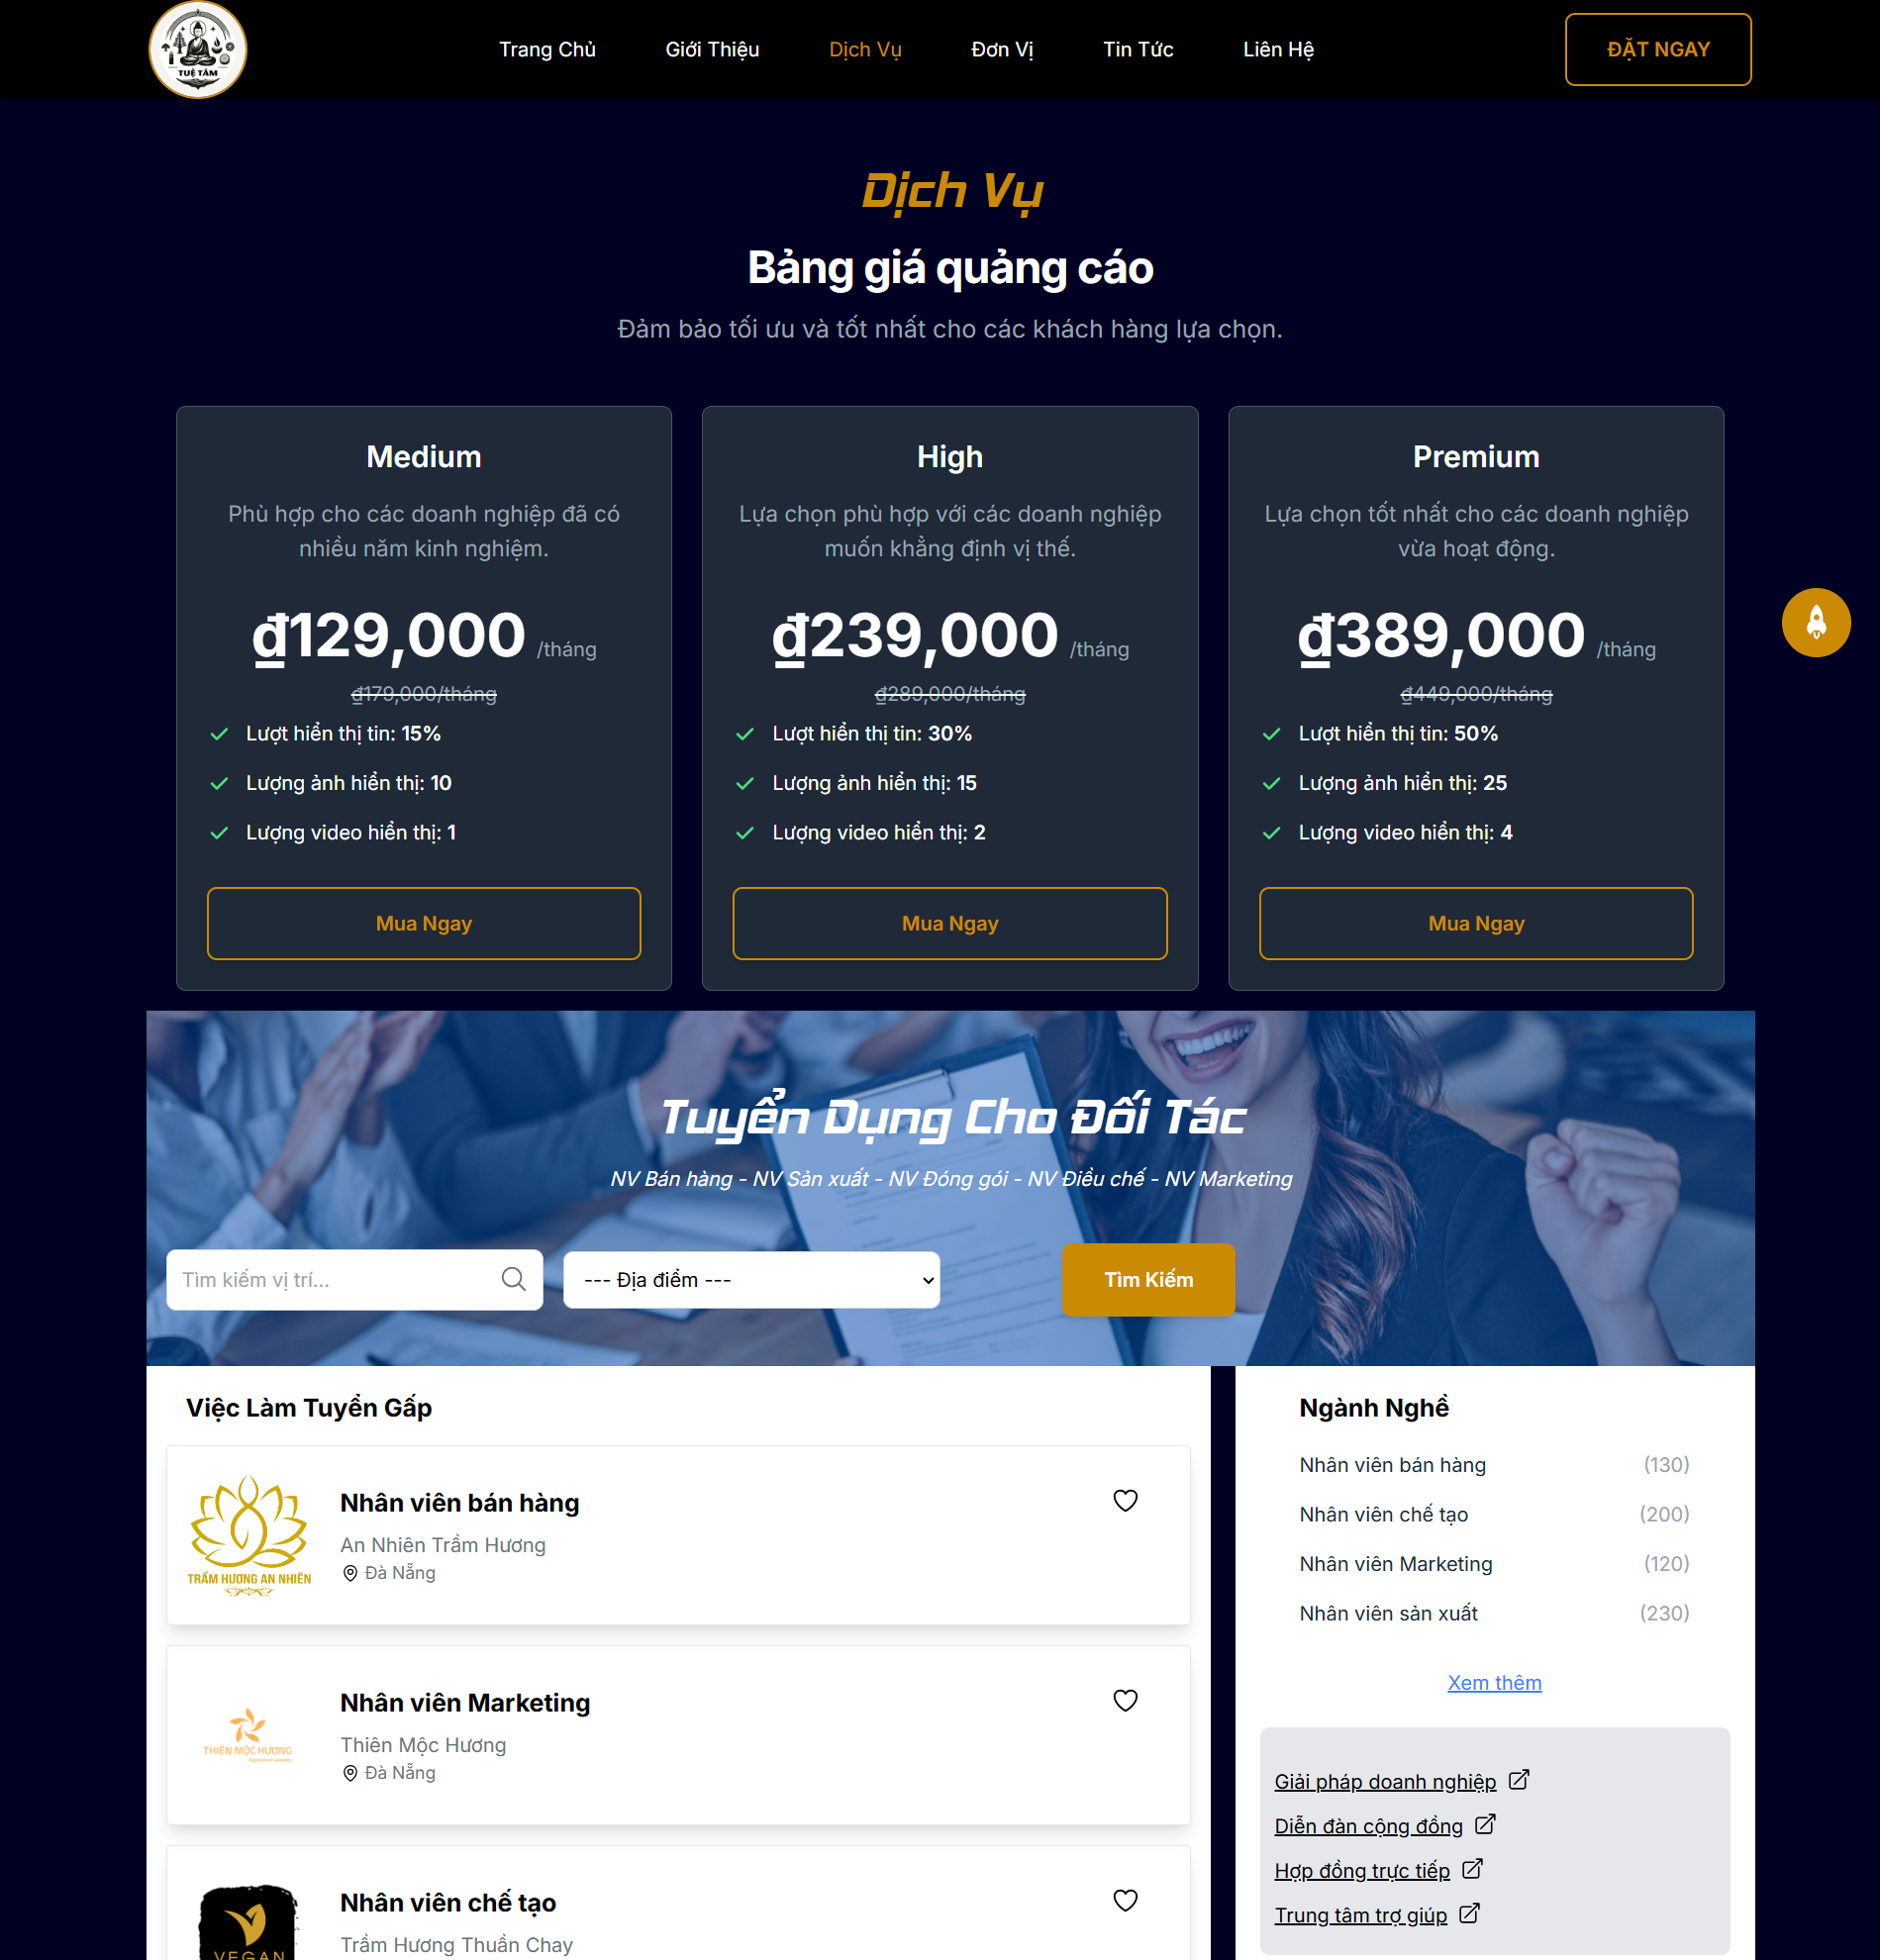 TUỆ TÂM
Trang Chủ
Giới Thiệu
Dịch Vụ
Đơn Vị
Tin Tức
Liên Hệ
ĐẶT NGAY
Dịch Vụ
Bảng giá quảng cáo
Đảm bảo tối ưu và tốt nhất cho các khách hàng lựa chọn.
Medium
Phù hợp cho các doanh nghiệp đã có
nhiều năm kinh nghiệm.
₫129,000 /tháng
₫179,000/tháng
Lượt hiển thị tin: 15%
Lượng ảnh hiển thị: 10
Lượng video hiển thị: 1
Mua Ngay
High
Lựa chọn phù hợp với các doanh nghiệp
muốn khẳng định vị thế.
₫239,000 /tháng
₫289,000/tháng
Lượt hiển thị tin: 30%
Lượng ảnh hiển thị: 15
Lượng video hiển thị: 2
Mua Ngay
Premium
Lựa chọn tốt nhất cho các doanh nghiệp
vừa hoạt động.
₫389,000 /tháng
₫449,000/tháng
Lượt hiển thị tin: 50%
Lượng ảnh hiển thị: 25
Lượng video hiển thị: 4
Mua Ngay
Tuyển Dụng Cho Đối Tác
NV Bán hàng - NV Sản xuất - NV Đóng gói - NV Điều chế - NV Marketing
Tìm kiếm vị trí...
--- Địa điểm ---
Tìm Kiếm
Việc Làm Tuyển Gấp
TRẦM HƯƠNG AN NHIÊN
Nhân viên bán hàng
An Nhiên Trầm Hương
Đà Nẵng
THIÊN MỘC HƯƠNG
Nhân viên Marketing
Thiên Mộc Hương
Đà Nẵng
VEGAN
Nhân viên chế tạo
Trầm Hương Thuần Chay
Ngành Nghề
Nhân viên bán hàng (130)
Nhân viên chế tạo (200)
Nhân viên Marketing (120)
Nhân viên sản xuất (230)
Xem thêm
Giải pháp doanh nghiệp
Diễn đàn cộng đồng
Hợp đồng trực tiếp
Trung tâm trợ giúp